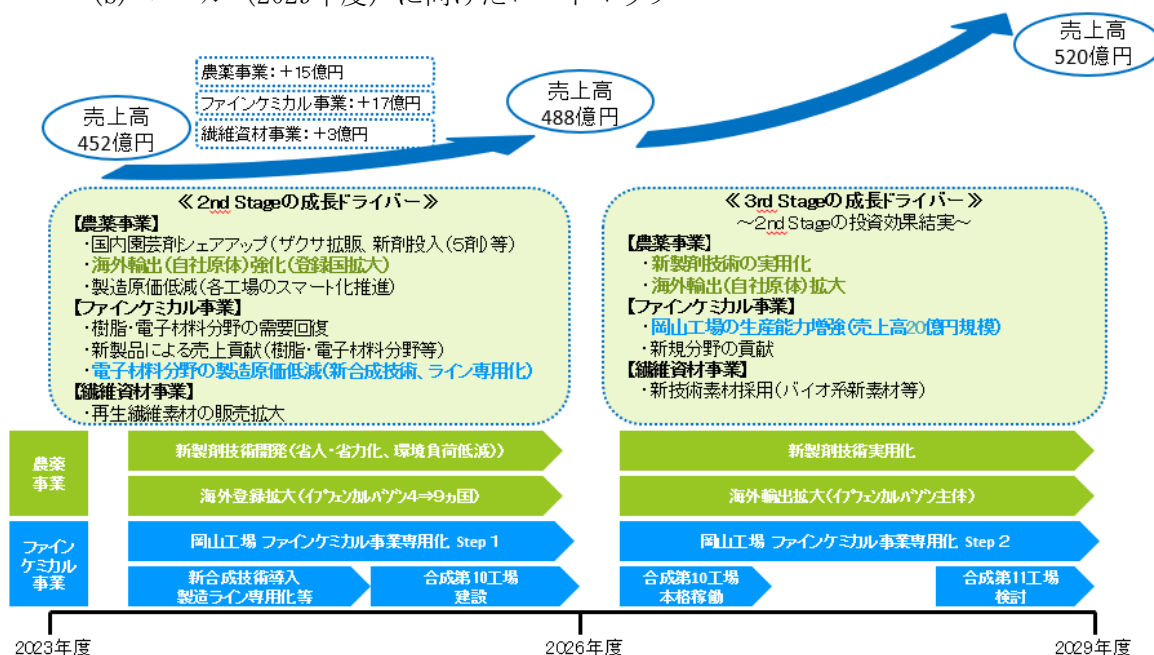 売上高
520億円
農薬事業：＋15億円
ファインケミカル事業：＋17億円
繊維資材事業：＋3億円
売上高
452億円
売上高
488億円
≪2nd Stageの成長ドライバー≫
【農薬事業】
・国内園芸剤シェアアップ（ザクサ拡販、新剤投入（5剤）等）
・海外輸出（自社原体）強化（登録国拡大）
・製造原価低減（各工場のスマート化推進）
【ファインケミカル事業】
・樹脂・電子材料分野の需要回復
・新製品による売上貢献（樹脂・電子材料分野等）
・電子材料分野の製造原価低減（新合成技術、ライン専用化）
【繊維資材事業】
・再生繊維素材の販売拡大
≪3rd Stageの成長ドライバー≫
～2nd Stageの投資効果結実～
【農薬事業】
・新製剤技術の実用化
・海外輸出（自社原体）拡大
【ファインケミカル事業】
・岡山工場の生産能力増強（売上高20億円規模）
・新規分野の貢献
【繊維資材事業】
・新技術素材採用（バイオ系新素材等）
農薬
事業
新製剤技術開発（省人・省力化、環境負荷低減））
新製剤技術実用化
海外登録拡大（イプフェンカルバゾン4⇒9ヵ国）
海外輸出拡大（イプフェンカルバゾン主体）
ファイン
ケミカル
事業
岡山工場 ファインケミカル事業専用化 Step 1
岡山工場 ファインケミカル事業専用化 Step 2
新合成技術導入
製造ライン専用化等
合成第10工場
建設
合成第10工場
本格稼働
合成第11工場
検討
2023年度
2026年度
2029年度